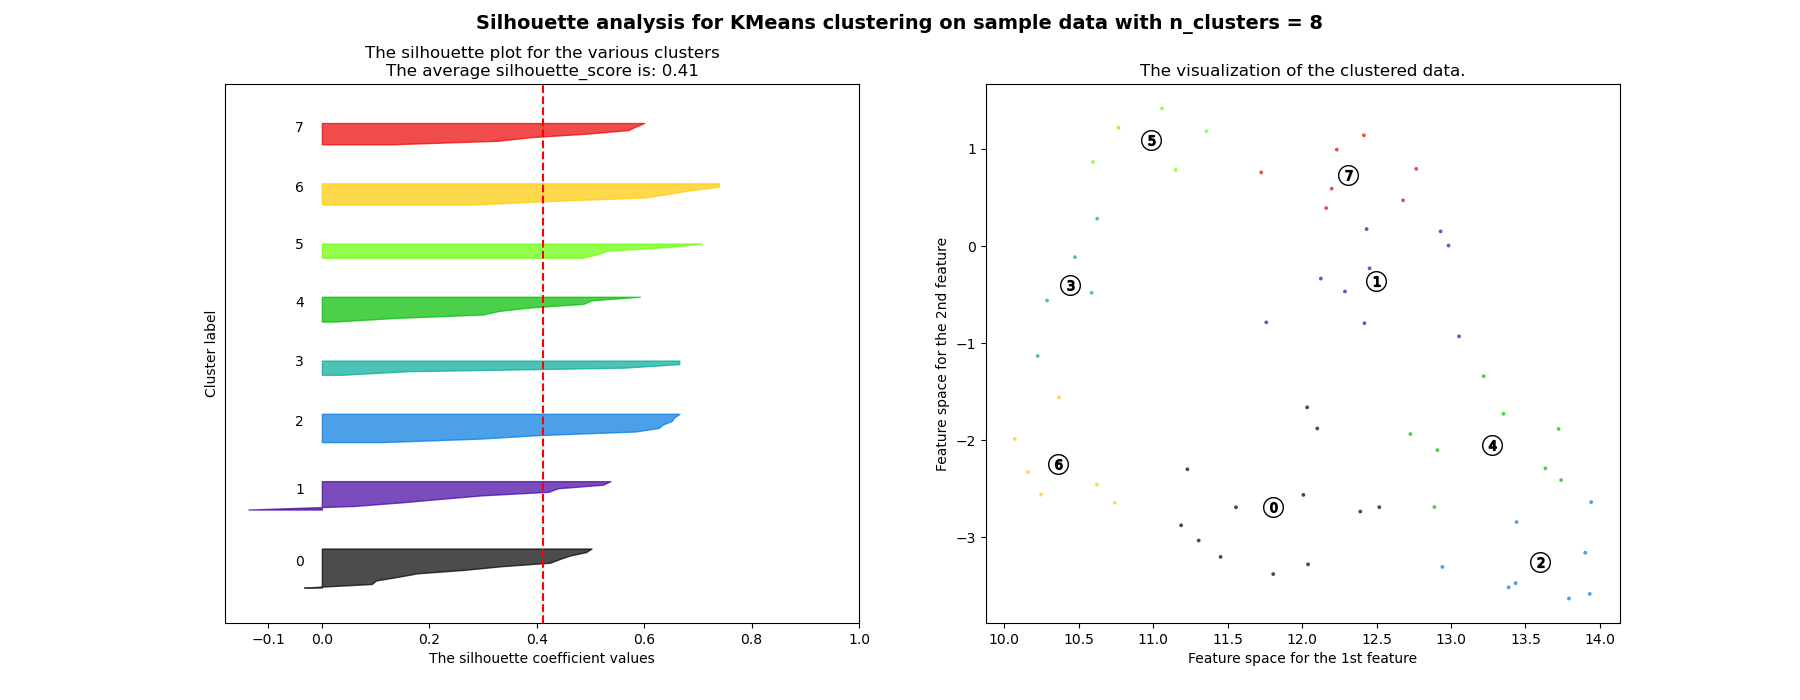 Silhouette analysis for KMeans clustering on sample data with n_clusters = 8
The silhouette plot for the various clusters
The average silhouette_score is: 0.41
7
6
5
4
3
2
1
0
Cluster label
−0.1 0.0 0.2 0.4 0.6 0.8 1.0
The silhouette coefficient values
The visualization of the clustered data.
1
0
−1
−2
−3
Feature space for the 2nd feature
5
7
1
3
4
6
0
2
10.0 10.5 11.0 11.5 12.0 12.5 13.0 13.5 14.0
Feature space for the 1st feature